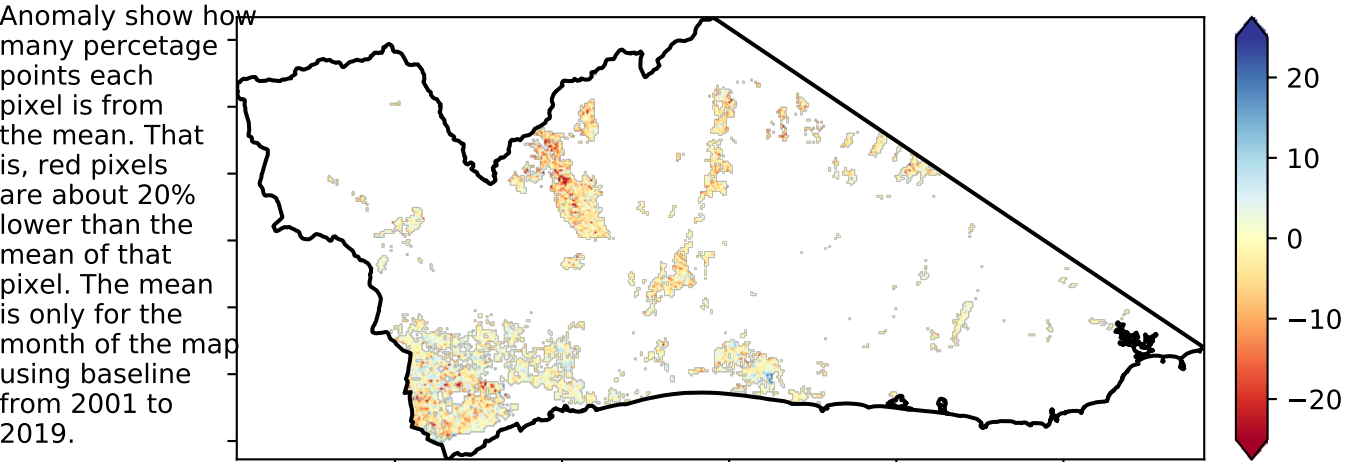 Anomaly show how
many percetage
points each
pixel is from
the mean. That
is, red pixels
are about 20%
lower than the
mean of that
pixel. The mean
is only for the
month of the map
using baseline
from 2001 to
2019.
20
10
0
−10
−20